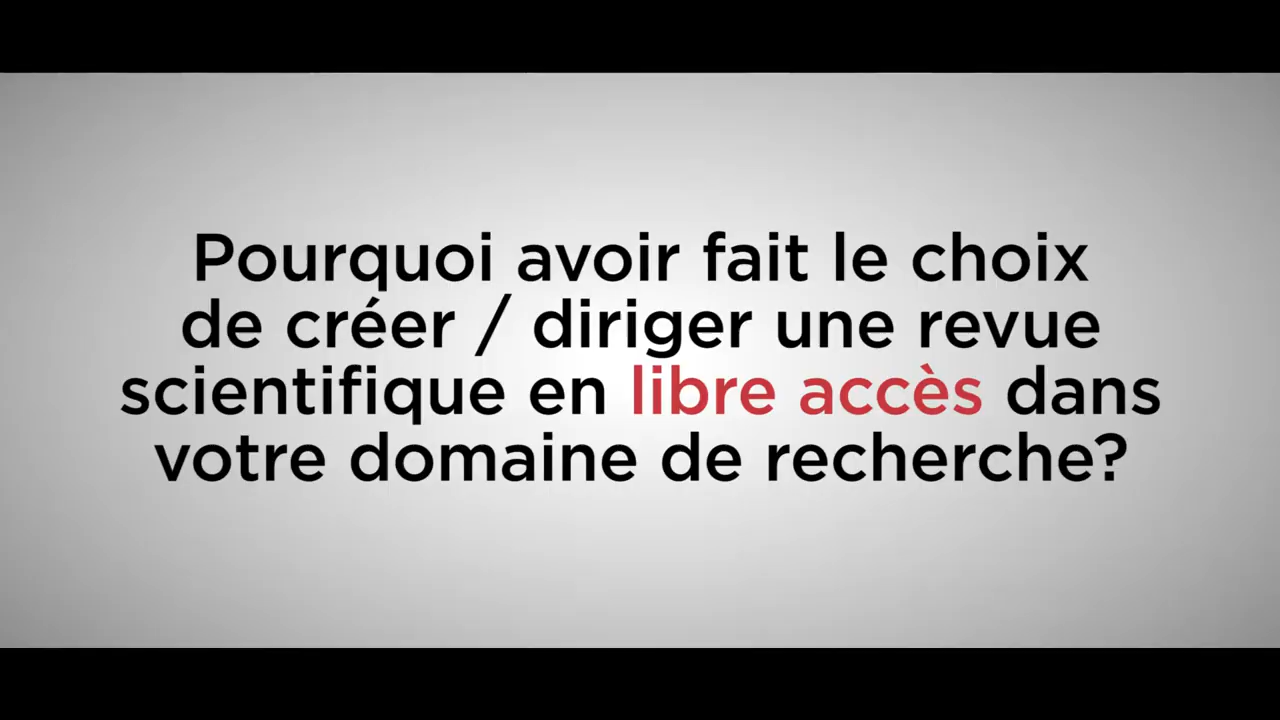 Pourquoi avoir fait le choix
de créer / diriger une revue
scientifique en libre accès dans
votre domaine de recherche?